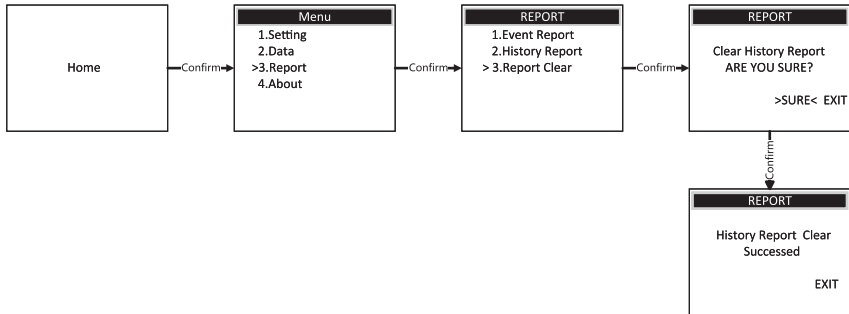 Home
Confirm
Menu
1.Setting
2.Data
>3.Report
4.About
Confirm
REPORT
1.Event Report
2.History Report
> 3.Report Clear
Confirm
REPORT
Clear History Report
ARE YOU SURE?
>SURE< EXIT
Confirm
REPORT
History Report Clear
Successed
EXIT